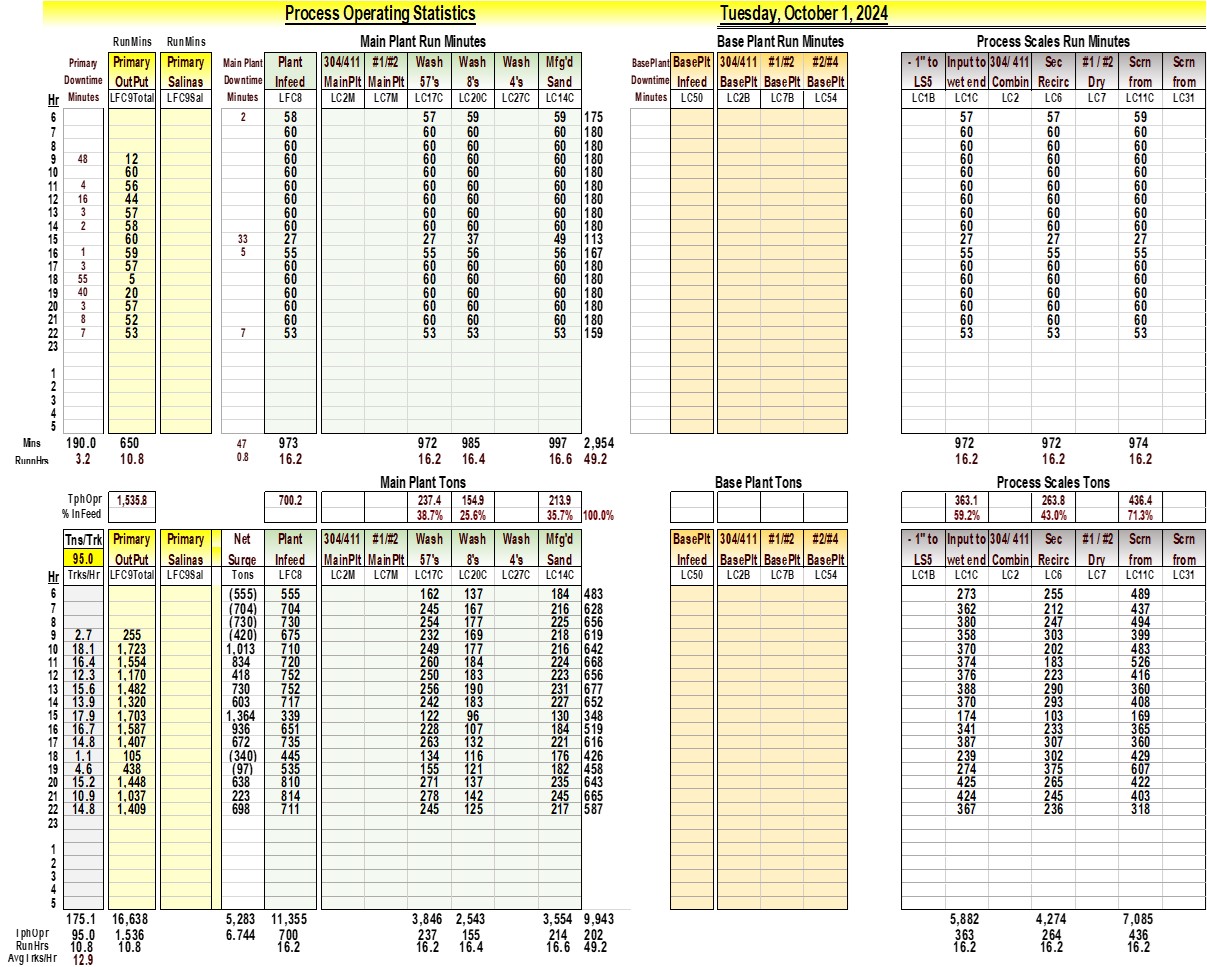 Process Operating Statistics Tuesday, October 1, 2024
RunMins RunMins Main Plant Run Minutes Base Plant Run Minutes Process Scales Run Minutes
Primary Primary Primary Main Plant Plant 304/411 #1/#2 Wash Wash Wash Mfg'd BasePlant BasePlt 304/411 #1/#2 #2/#4 - 1" to Input to 304/ 411 Sec #1 / #2 Scrn Scrn
Downtime OutPut Salinas Downtime Infeed MainPlt MainPlt 57's 8's 4's Sand Downtime Infeed BasePlt BasePlt BasePlt LS5 wet end Combin Recirc Dry from from
Hr Minutes LFC9Total LFC9Sal Minutes LFC8 LC2M LC7M LC17C LC20C LC27C LC14C Minutes LC50 LC2B LC7B LC54 LC1B LC1C LC2 LC6 LC7 LC11C LC31
6 2 58 57 59 59 175 57 57 59
7 60 60 60 60 180 60 60 60
8 60 60 60 60 180 60 60 60
9 48 12 60 60 60 60 180 60 60 60
10 60 60 60 60 60 180 60 60 60
11 4 56 60 60 60 60 180 60 60 60
12 16 44 60 60 60 60 180 60 60 60
13 3 57 60 60 60 60 180 60 60 60
14 2 58 60 60 60 60 180 60 60 60
15 60 33 27 27 37 49 113 27 27 27
16 1 59 5 55 55 56 56 167 55 55 55
17 3 57 60 60 60 60 180 60 60 60
18 55 5 60 60 60 60 180 60 60 60
19 40 20 60 60 60 60 180 60 60 60
20 3 57 60 60 60 60 180 60 60 60
21 8 52 60 60 60 60 180 60 60 60
22 7 53 7 53 53 53 53 159 53 53 53
23
1
2
3
4
5
Mins 190.0 650 47 973 972 985 997 2,954 972 972 974
RunnHrs 3.2 10.8 0.8 16.2 16.2 16.4 16.6 49.2 16.2 16.2 16.2
Main Plant Tons Base Plant Tons Process Scales Tons
TphOpr 1,535.8 700.2 237.4 154.9 213.9 363.1 263.8 436.4
% InFeed 38.7% 25.6% 35.7% 100.0% 59.2% 43.0% 71.3%
Tns/Trk Primary Primary Net Plant 304/411 #1/#2 Wash Wash Wash Mfg'd BasePlt 304/411 #1/#2 #2/#4 - 1" to Input to 304/ 411 Sec #1 / #2 Scrn Scrn
95.0 OutPut Salinas Surge Infeed MainPlt MainPlt 57's 8's 4's Sand Infeed BasePlt BasePlt BasePlt LS5 wet end Combin Recirc Dry from from
Hr Trks/Hr LFC9Total LFC9Sal Tons LFC8 LC2M LC7M LC17C LC20C LC27C LC14C LC50 LC2B LC7B LC54 LC1B LC1C LC2 LC6 LC7 LC11C LC31
6 (555) 555 162 137 184 483 273 255 489
7 (704) 704 245 167 216 628 362 212 437
8 (730) 730 254 177 225 656 380 247 494
9 2.7 255 (420) 675 232 169 218 619 358 303 399
10 18.1 1,723 1,013 710 249 177 216 642 370 202 483
11 16.4 1,554 834 720 260 184 224 668 374 183 526
12 12.3 1,170 418 752 250 183 223 656 376 223 416
13 15.6 1,482 730 752 256 190 231 677 388 290 360
14 13.9 1,320 603 717 242 183 227 652 370 293 408
15 17.9 1,703 1,364 339 122 96 130 348 174 103 169
16 16.7 1,587 936 651 228 107 184 519 341 233 365
17 14.8 1,407 672 735 263 132 221 616 387 307 360
18 1.1 105 (340) 445 134 116 176 426 239 302 429
19 4.6 438 (97) 535 155 121 182 458 274 375 607
20 15.2 1,448 638 810 271 137 235 643 425 265 422
21 10.9 1,037 223 814 278 142 245 665 424 245 403
22 14.8 1,409 698 711 245 125 217 587 367 236 318
23
1
2
3
4
5
175.1 16,638 5,283 11,355 3,846 2,543 3,554 9,943 5,882 4,274 7,085
TphOpr 95.0 1,536 6.744 700 237 155 214 202 363 264 436
RunHrs 10.8 10.8 16.2 16.2 16.4 16.6 49.2 16.2 16.2 16.2
AvgTrks/Hr 12.9